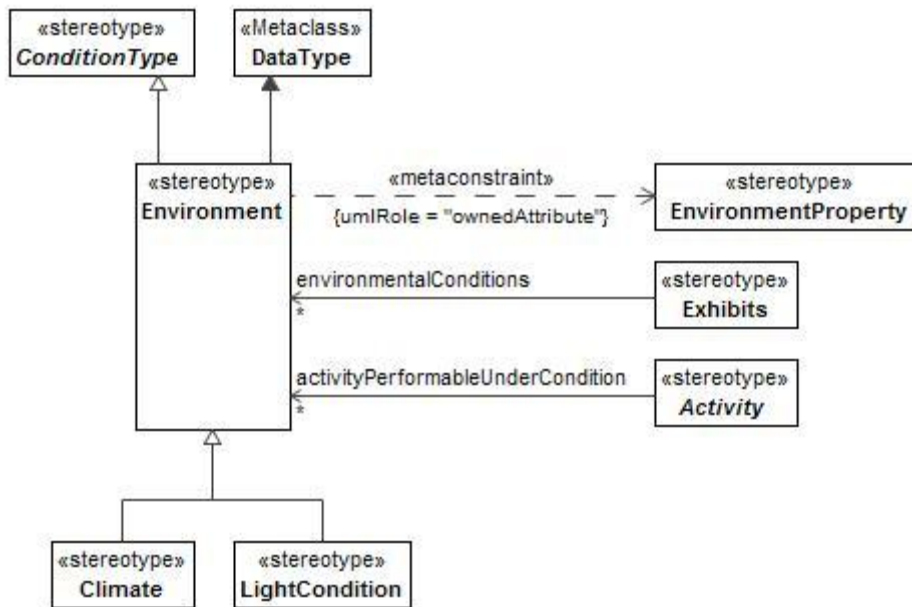 «stereotype»
ConditionType
«Metaclass»
DataType
«stereotype»
Environment
«metaconstraint»
{umlRole = "ownedAttribute"}
«stereotype»
EnvironmentProperty
environmentalConditions
*
«stereotype»
Exhibits
activityPerformableUnderCondition
*
«stereotype»
Activity
«stereotype»
Climate
«stereotype»
LightCondition